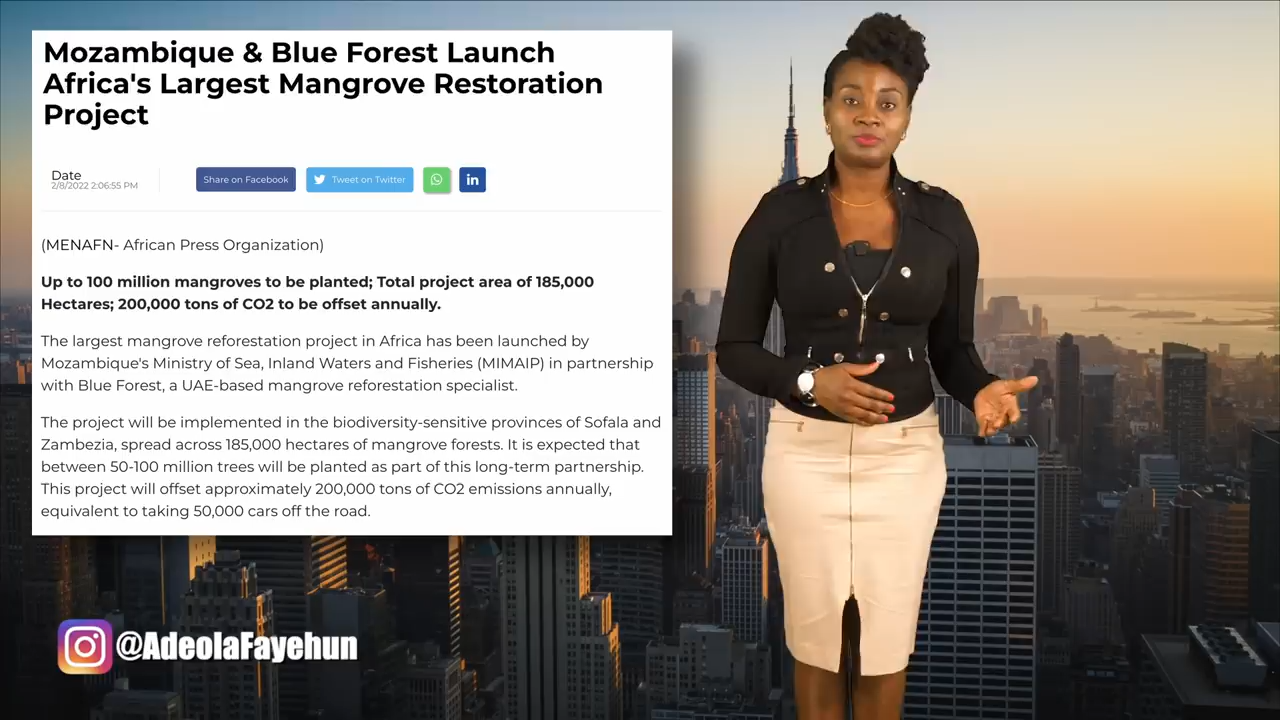 Mozambique & Blue Forest Launch
Africa's Largest Mangrove Restoration
Project
Date
2/8/2022 2:06:55 PM
Share on Facebook
Tweet on Twitter
in
(MENAFN- African Press Organization)
Up to 100 million mangroves to be planted; Total project area of 185,000
Hectares; 200,000 tons of CO2 to be offset annually.
The largest mangrove reforestation project in Africa has been launched by
Mozambique's Ministry of Sea, Inland Waters and Fisheries (MIMAIP) in partnership
with Blue Forest, a UAE-based mangrove reforestation specialist.
The project will be implemented in the biodiversity-sensitive provinces of Sofala and
Zambezia, spread across 185,000 hectares of mangrove forests. It is expected that
between 50-100 million trees will be planted as part of this long-term partnership.
This project will offset approximately 200,000 tons of CO2 emissions annually,
equivalent to taking 50,000 cars off the road.
@AdeolaFayehun